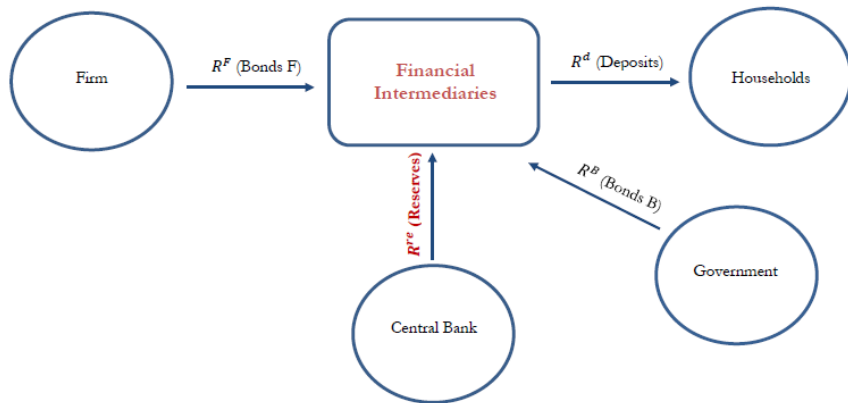 Firm
R^F (Bonds F)
Financial
Intermediaries
R^d (Deposits)
Households
R^re (Reserves)
R^B (Bonds B)
Government
Central Bank